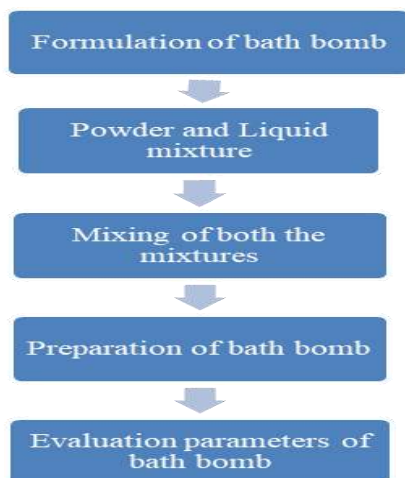 Formulation of bath bomb
Powder and Liquid
mixture
Mixing of both the
mixtures
Preparation of bath bomb
Evaluation parameters of
bath bomb